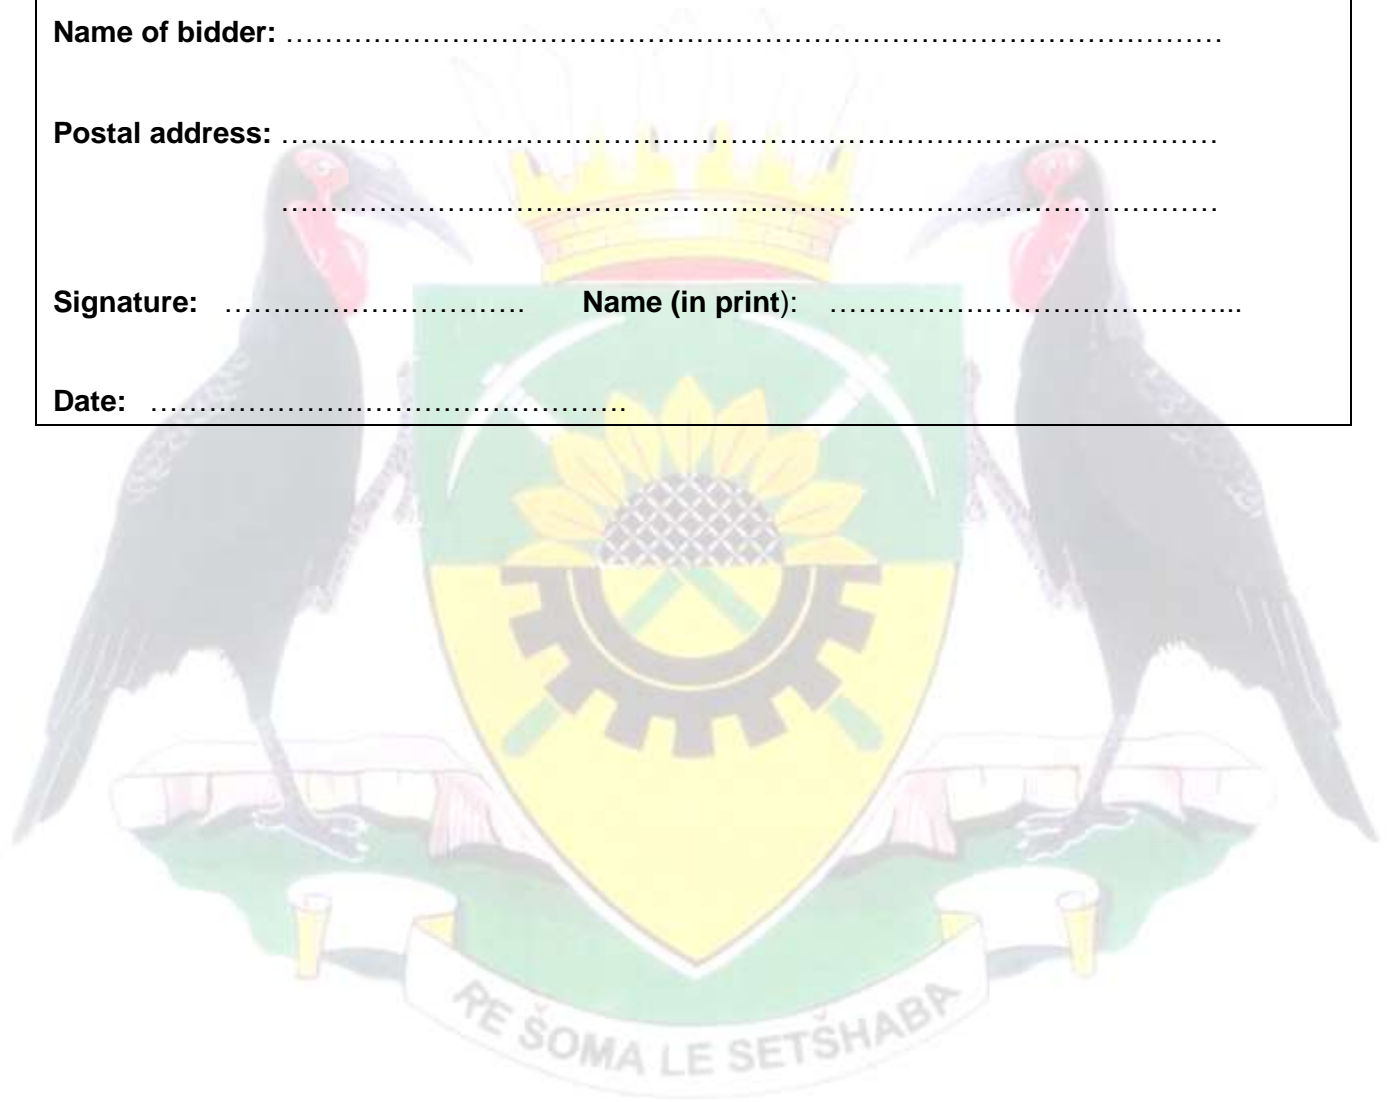 Name of bidder: ………………………………………………………………………………………
Postal address: ………………………………………………………………………………………
………………………………………………………………………………………
Signature: …………………………. Name (in print): …………………………………...
Date: ………………………………………….
RE ŠOMA LE SETŠHABA